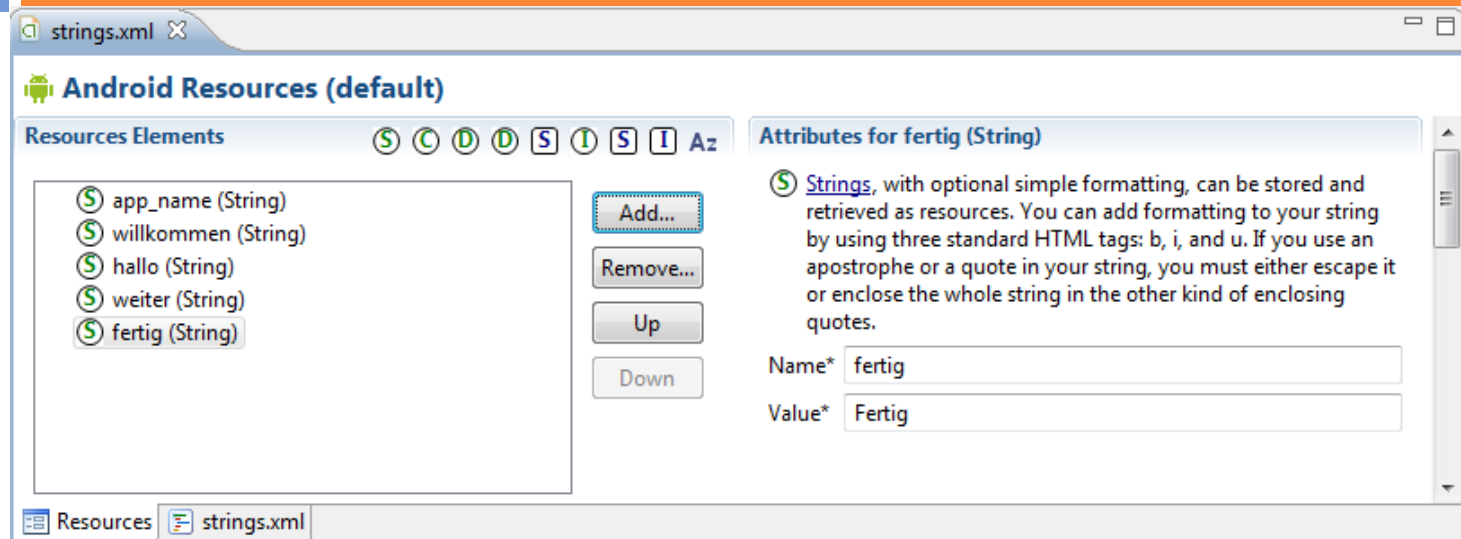 strings.xml
Android Resources (default)
Resources Elements
S C D D S I S I Az
S app_name (String)
S willkommen (String)
S hallo (String)
S weiter (String)
S fertig (String)
Add...
Remove...
Up
Down
Attributes for fertig (String)
S Strings, with optional simple formatting, can be stored and
retrieved as resources. You can add formatting to your string
by using three standard HTML tags: b, i, and u. If you use an
apostrophe or a quote in your string, you must either escape it
or enclose the whole string in the other kind of enclosing
quotes.
Name* fertig
Value* Fertig
Resources strings.xml